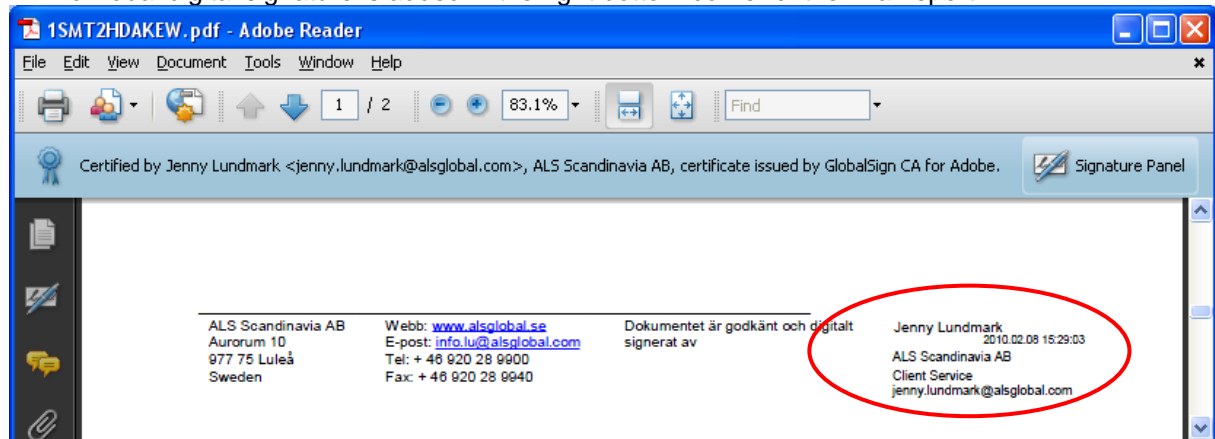 1SMT2HDAKEW.pdf - Adobe Reader
File Edit View Document Tools Window Help
1 / 2 83.1% Find
Certified by Jenny Lundmark <jenny.lundmark@alsglobal.com>, ALS Scandinavia AB, certificate issued by GlobalSign CA for Adobe.
Signature Panel
ALS Scandinavia AB
Aurorum 10
977 75 Luleå
Sweden
Webb: www.alsglobal.se
E-post: info.lu@alsglobal.com
Tel: + 46 920 28 9900
Fax: + 46 920 28 9940
Dokumentet är godkänt och digitalt
signerat av
Jenny Lundmark
2010.02.08 15:29:03
ALS Scandinavia AB
Client Service
jenny.lundmark@alsglobal.com